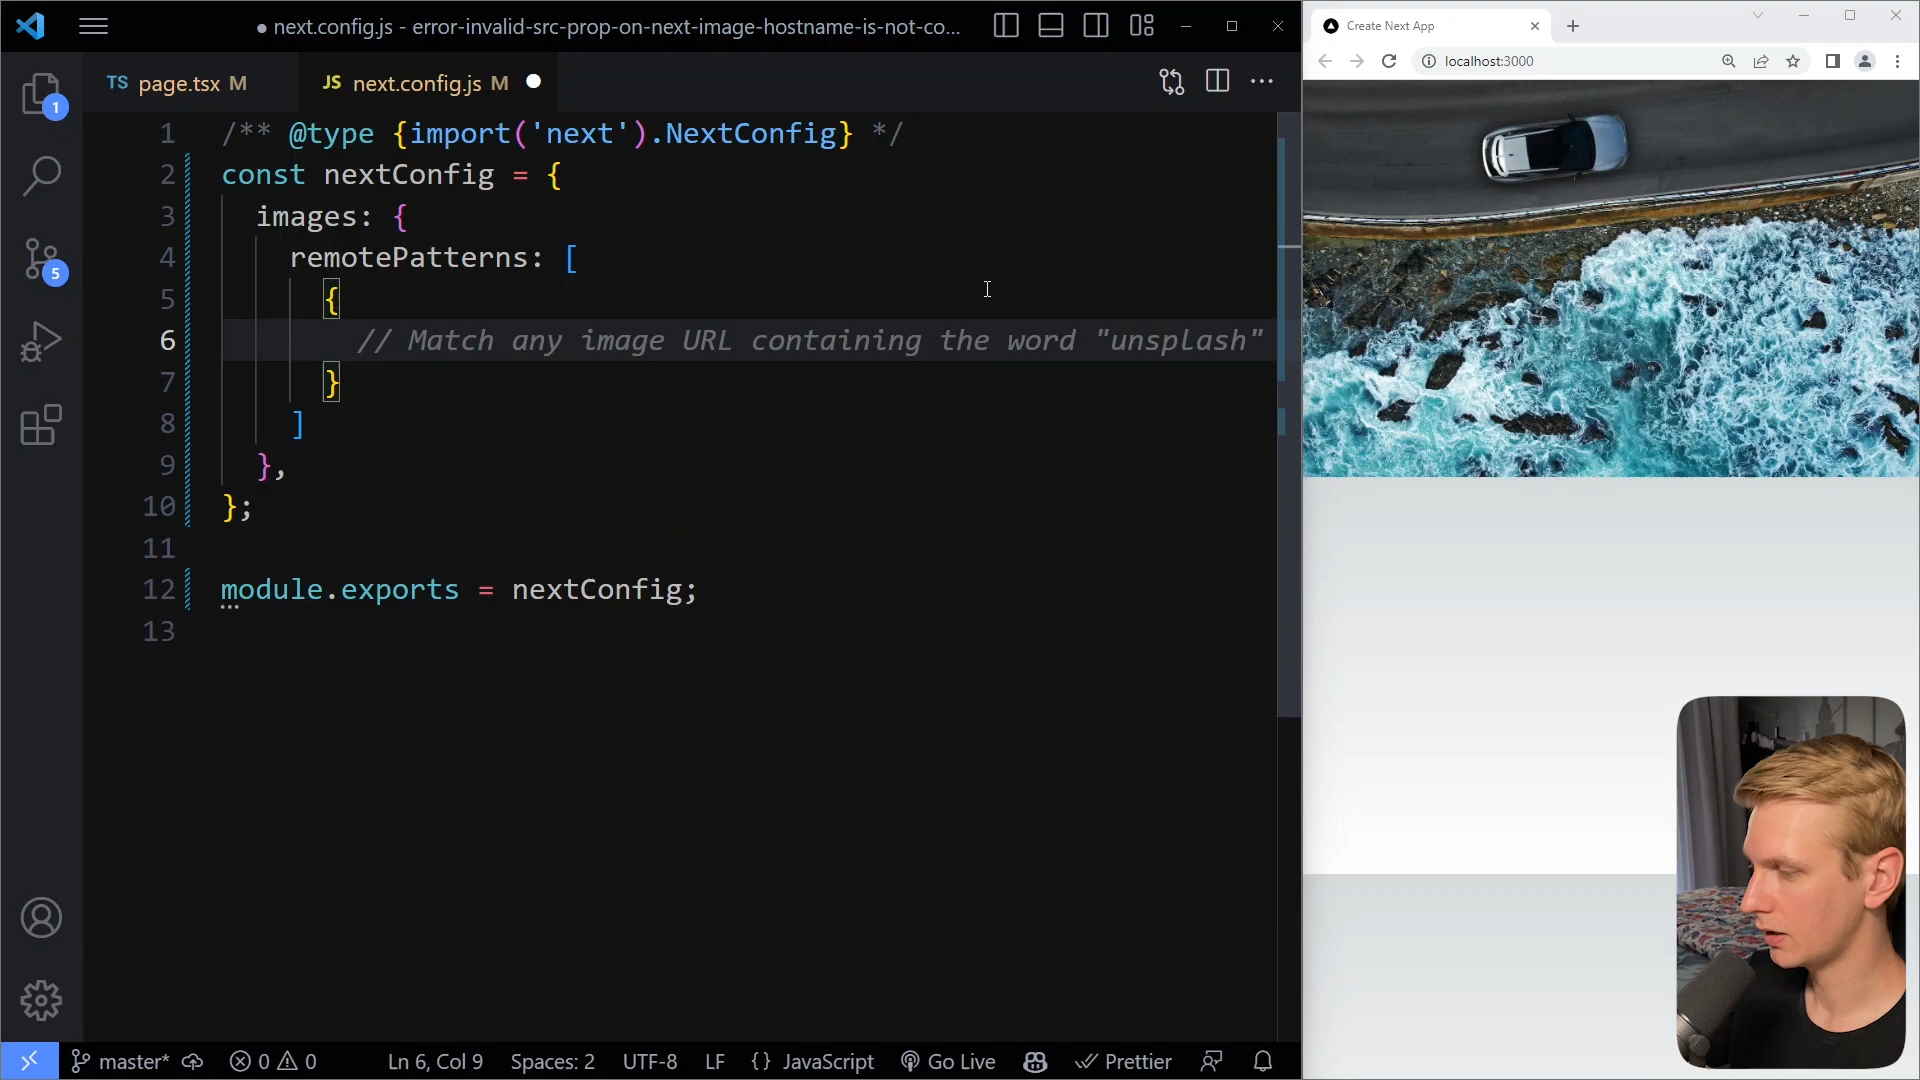 ● next.config.js - error-invalid-src-prop-on-next-image-hostname-is-not-co...
TS page.tsx M
JS next.config.js M
1 /** @type {import('next').NextConfig} */
2 const nextConfig = {
3 images: {
4 remotePatterns: [
5 {
6 // Match any image URL containing the word "unsplash"
7 }
8 ]
9 },
10 };
11
12 module.exports = nextConfig;
13
1
5
master* 0 0 Ln 6, Col 9 Spaces: 2 UTF-8 LF {} JavaScript Go Live Prettier
Create Next App
localhost:3000